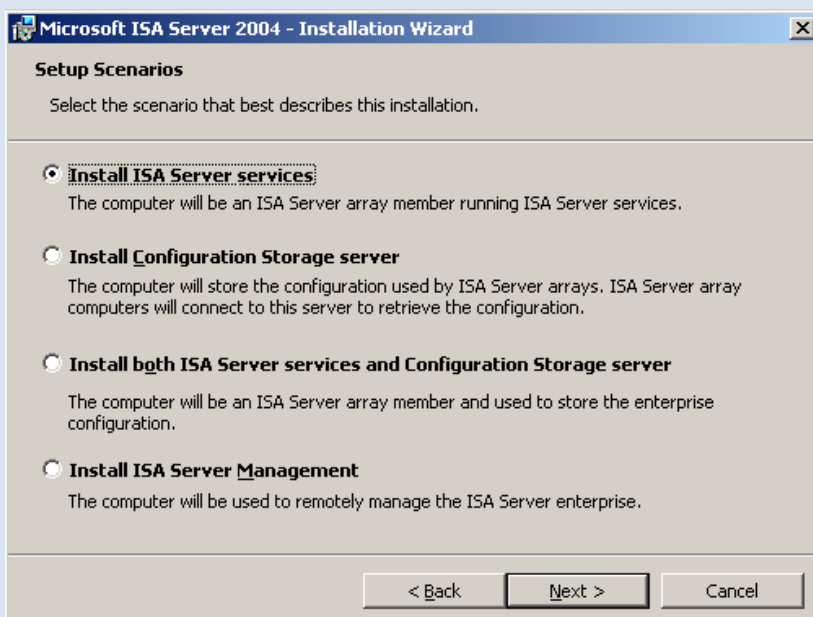 Microsoft ISA Server 2004 - Installation Wizard
Setup Scenarios
Select the scenario that best describes this installation.
Install ISA Server services
The computer will be an ISA Server array member running ISA Server services.
Install Configuration Storage server
The computer will store the configuration used by ISA Server arrays. ISA Server array
computers will connect to this server to retrieve the configuration.
Install both ISA Server services and Configuration Storage server
The computer will be an ISA Server array member and used to store the enterprise
configuration.
Install ISA Server Management
The computer will be used to remotely manage the ISA Server enterprise.
< Back Next > Cancel